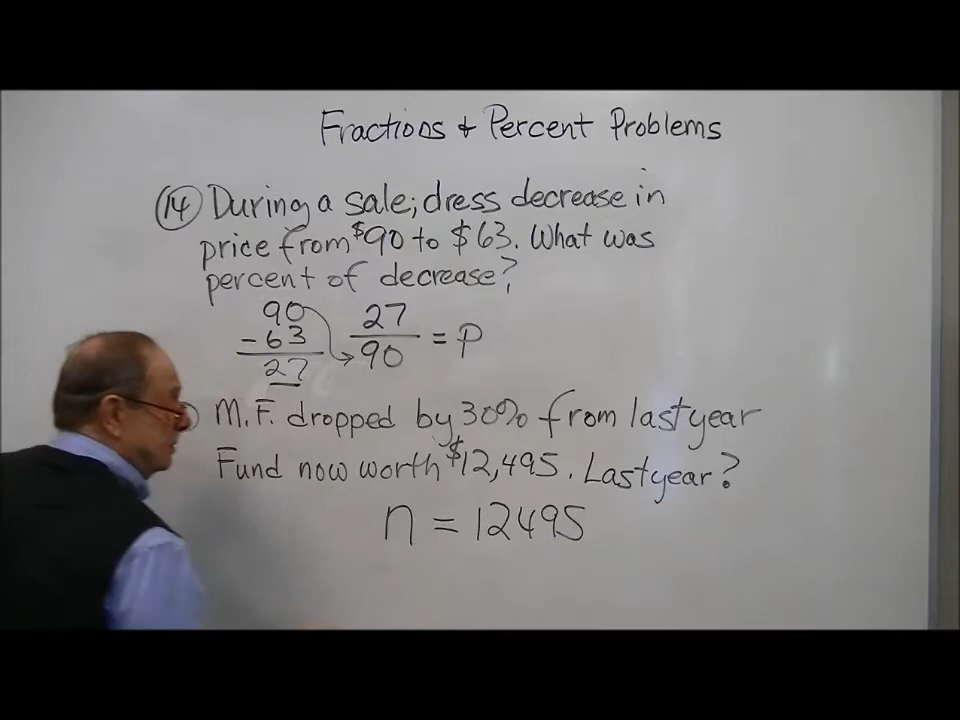 Fractions & Percent Problems
(14) During a sale; dress decrease in
price from $90 to $63. What was
percent of decrease?
90 27
-63 90 = P
27
M.F. dropped by 30% from last year
Fund now worth $12,495. Last year?
n = 12495